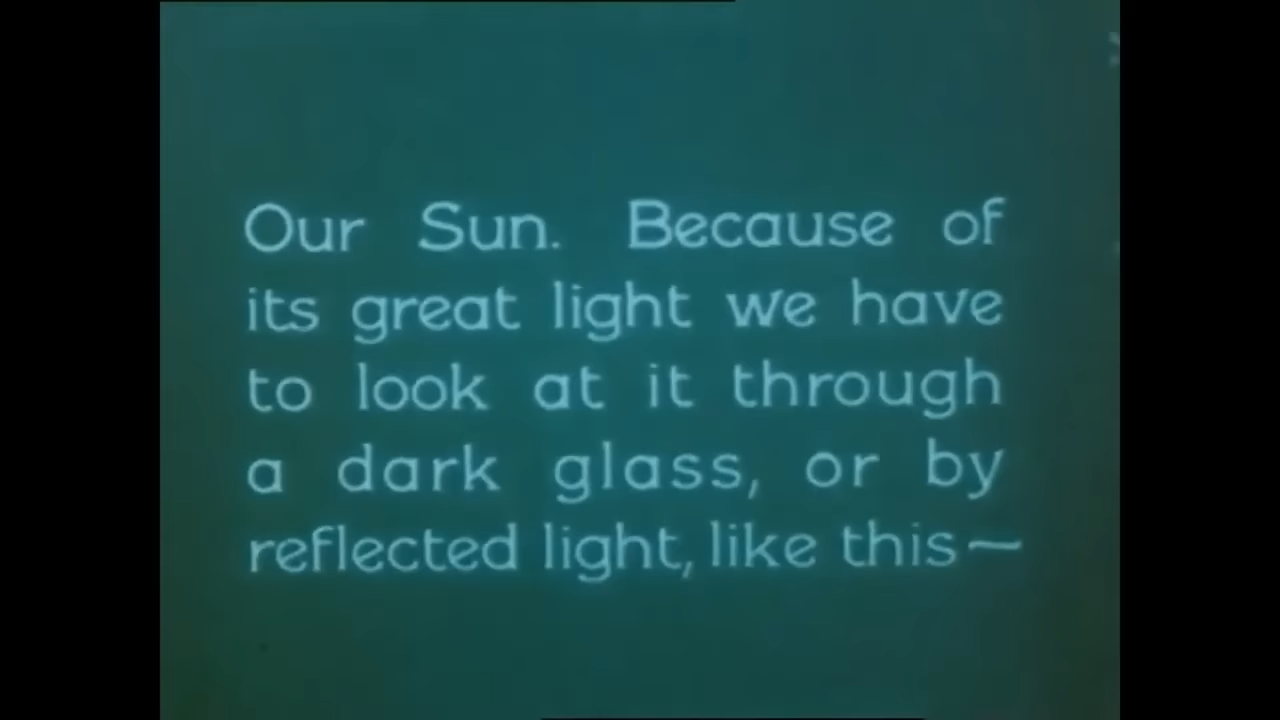 Our Sun. Because of
its great light we have
to look at it through
a dark glass, or by
reflected light, like this—